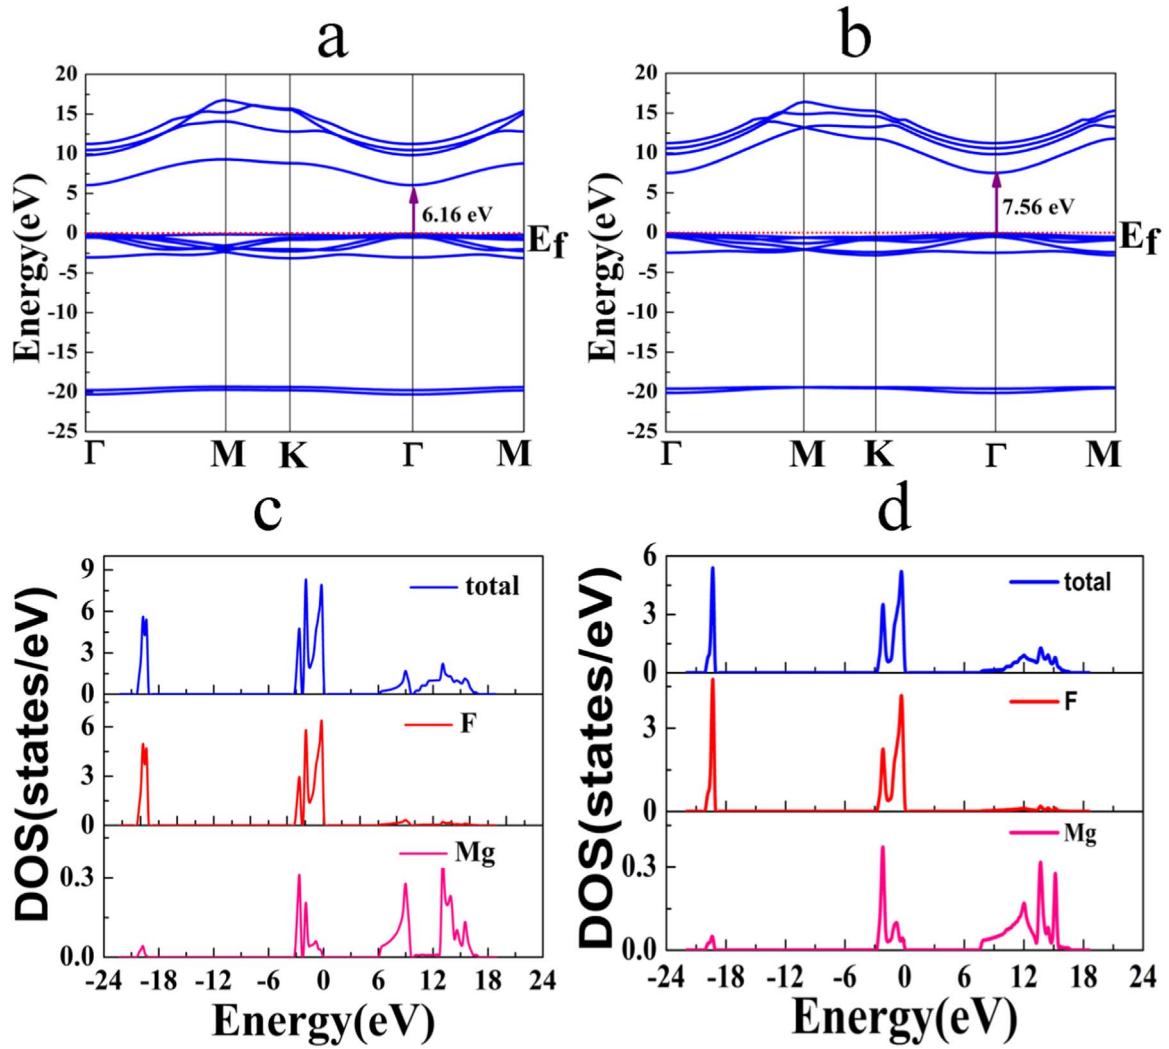 a
b
20
15
10
5
0
-5
-10
-15
-20
-25
Energy(eV)
6.16 eV
Ef
Γ M K Γ M
20
15
10
5
0
-5
-10
-15
-20
-25
Energy(eV)
7.56 eV
Ef
Γ M K Γ M
c
d
DOS(states/eV)
9
6
3
0
total
6
3
0
F
0.3
0.0
Mg
-24 -18 -12 -6 0 6 12 18 24
Energy(eV)
DOS(states/eV)
6
3
0
total
3
0
F
0.3
0.0
Mg
-24 -18 -12 -6 0 6 12 18 24
Energy(eV)